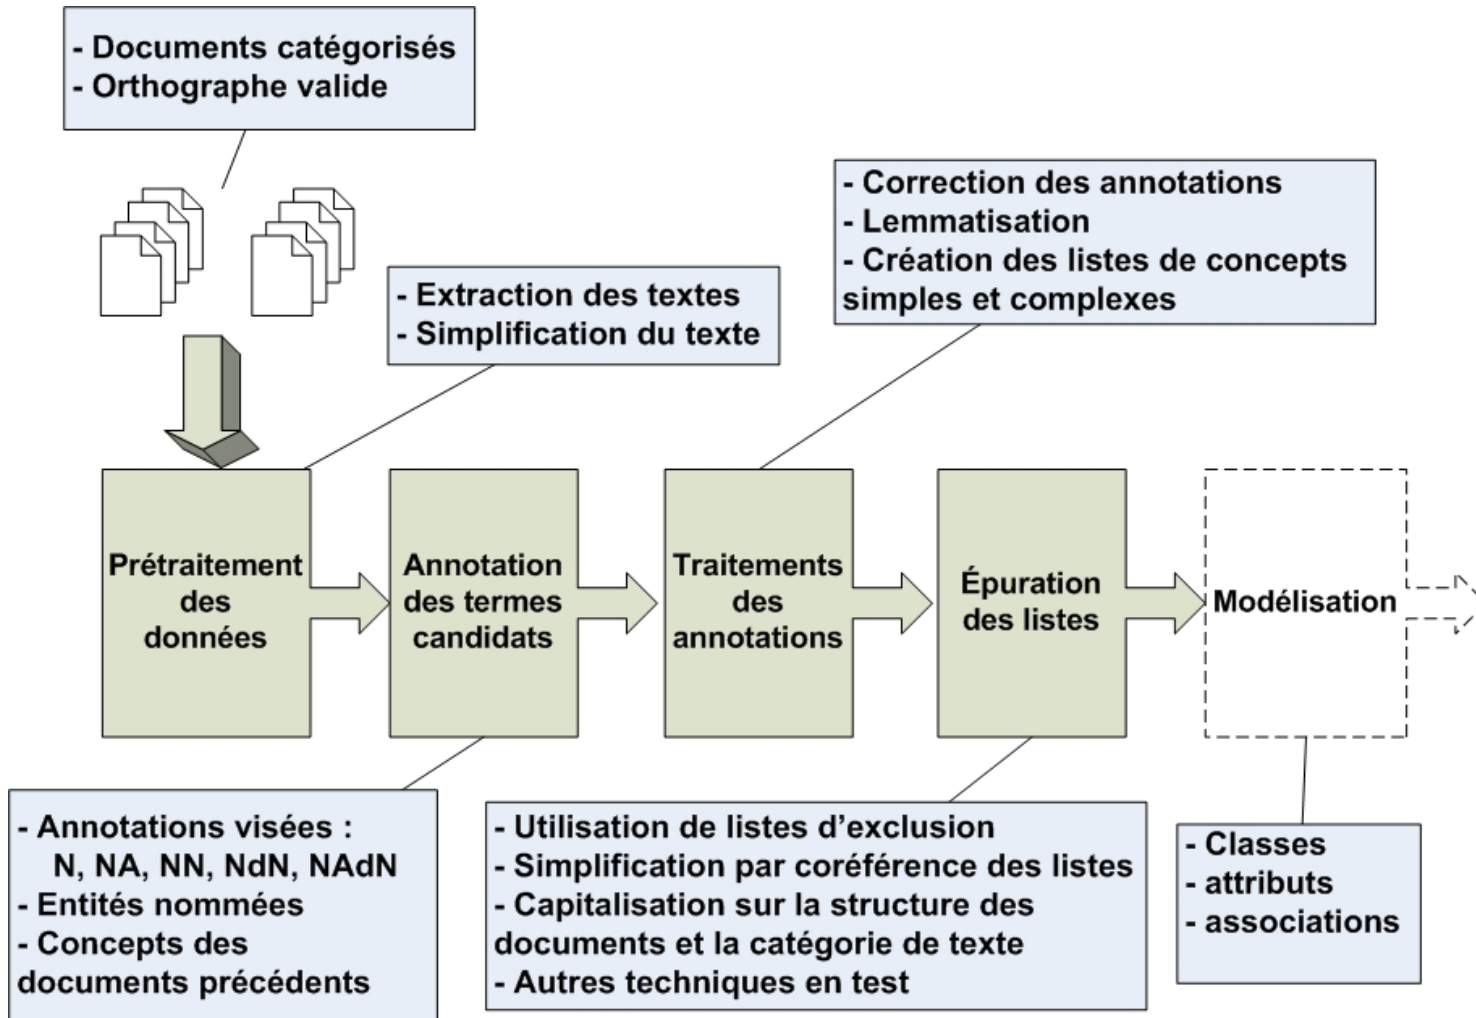 - Documents catégorisés
- Orthographe valide
- Correction des annotations
- Lemmatisation
- Création des listes de concepts
simples et complexes
- Extraction des textes
- Simplification du texte
Prétraitement
des
données
Annotation
des termes
candidats
Traitements
des
annotations
Épuration
des listes
Modélisation
- Annotations visées :
N, NA, NN, NdN, NAdN
- Entités nommées
- Concepts des
documents précédents
- Utilisation de listes d'exclusion
- Simplification par coréférence des listes
- Capitalisation sur la structure des
documents et la catégorie de texte
- Autres techniques en test
- Classes
- attributs
- associations